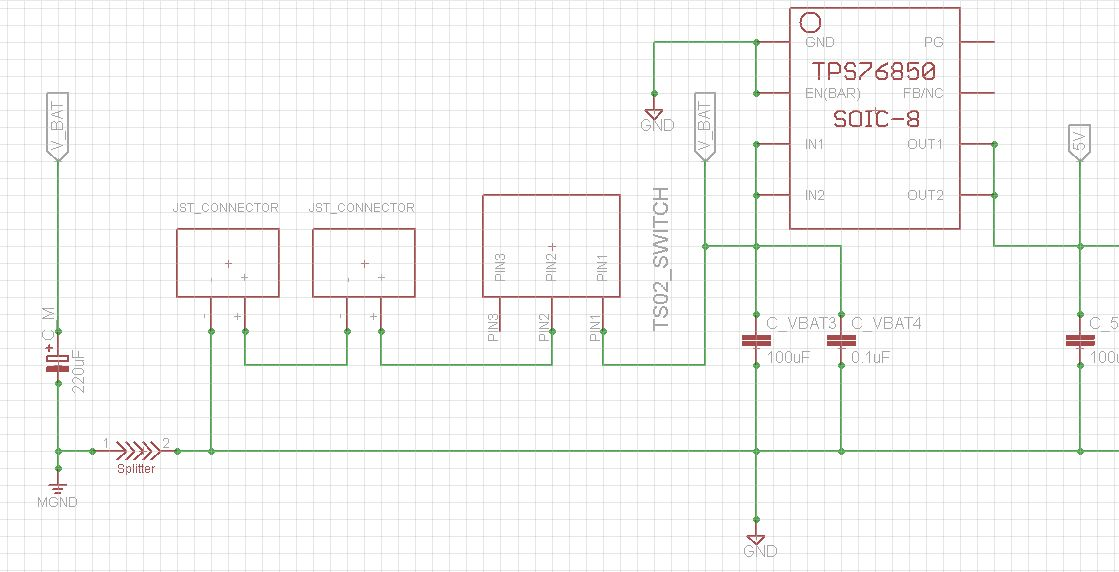 GND
PG
TPS76850
EN(BAR)
FB/NC
SOIC-8
IN1
OUT1
IN2
OUT2
V_BAT
GND
V_BAT
5V
JST_CONNECTOR
JST_CONNECTOR
- +
- +
- +
- +
PIN3
PIN2
PIN1
PIN3
PIN2
PIN1
TS02_SWITCH
C_M
+
220uF
C_VBAT3
100uF
C_VBAT4
0.1uF
C_5
100u
1
2
Splitter
MGND
GND